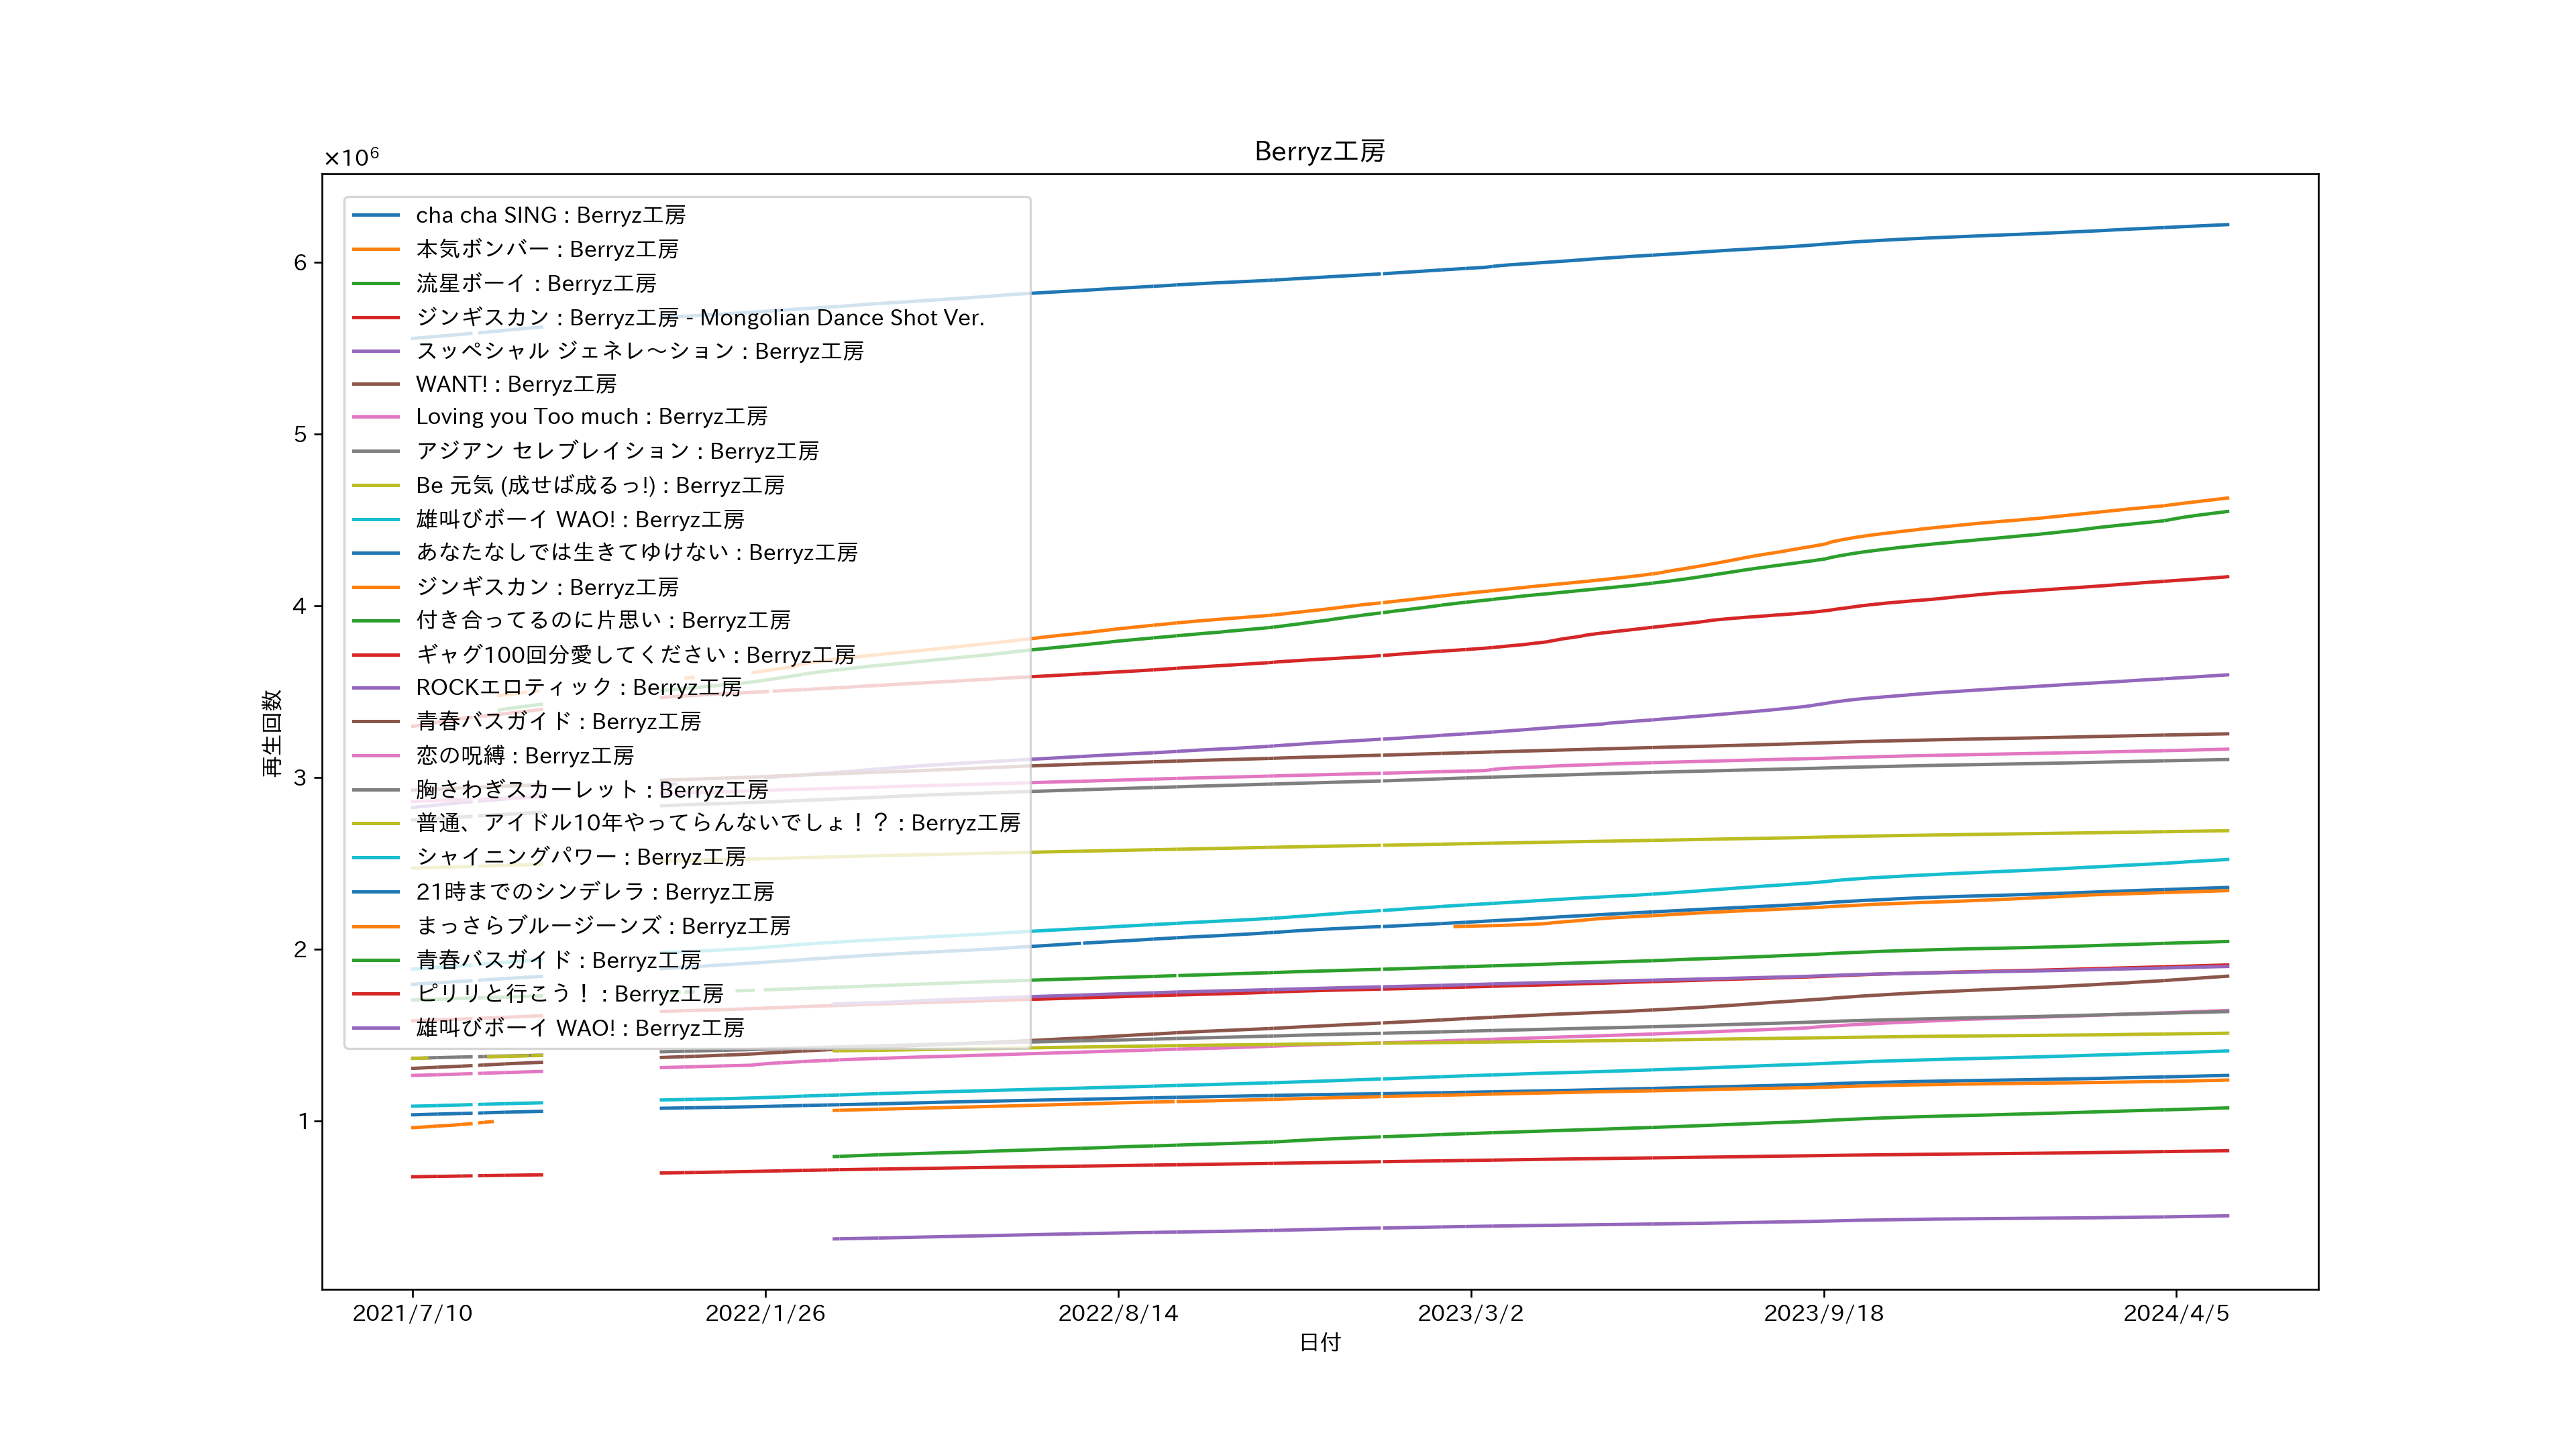 Berryz工房
×10⁶
cha cha SING : Berryz工房
本気ボンバー : Berryz工房
流星ボーイ : Berryz工房
ジンギスカン : Berryz工房 - Mongolian Dance Shot Ver.
スッペシャル ジェネレ～ション : Berryz工房
WANT! : Berryz工房
Loving you Too much : Berryz工房
アジアン セレブレイション : Berryz工房
Be 元気 (成せば成るっ!) : Berryz工房
雄叫びボーイ WAO! : Berryz工房
あなたなしでは生きてゆけない : Berryz工房
ジンギスカン : Berryz工房
付き合ってるのに片思い : Berryz工房
ギャグ100回分愛してください : Berryz工房
ROCKエロティック : Berryz工房
青春バスガイド : Berryz工房
恋の呪縛 : Berryz工房
胸さわぎスカーレット : Berryz工房
普通、アイドル10年やってらんないでしょ！？ : Berryz工房
シャイニングパワー : Berryz工房
21時までのシンデレラ : Berryz工房
まっさらブルージーンズ : Berryz工房
青春バスガイド : Berryz工房
ピリリと行こう！ : Berryz工房
雄叫びボーイ WAO! : Berryz工房
6
5
4
3
2
1
再生回数
2021/7/10
2022/1/26
2022/8/14
2023/3/2
2023/9/18
2024/4/5
日付